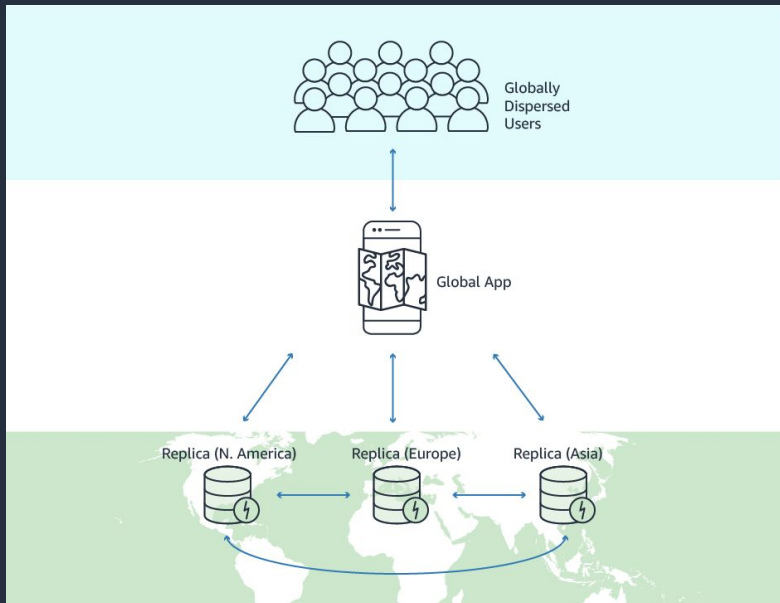 Globally
Dispersed
Users
Global App
Replica (N. America)
Replica (Europe)
Replica (Asia)